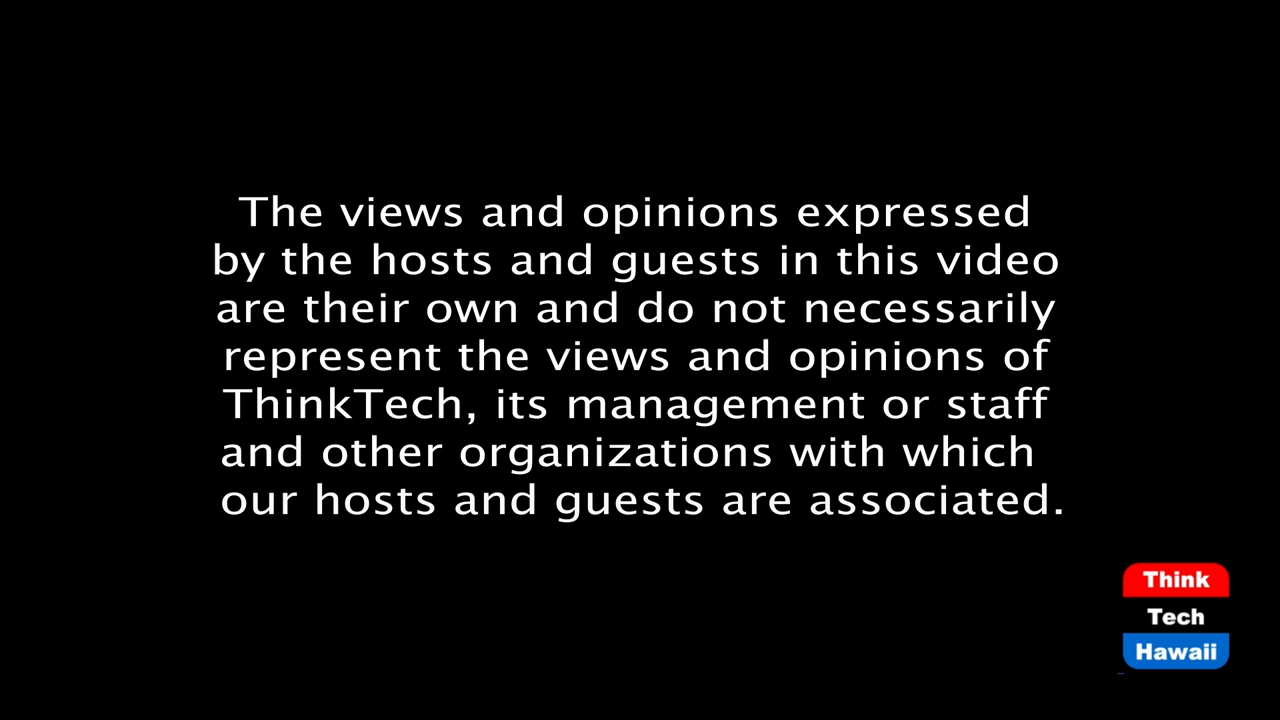 The views and opinions expressed
by the hosts and guests in this video
are their own and do not necessarily
represent the views and opinions of
ThinkTech, its management or staff
and other organizations with which
our hosts and guests are associated.
Think
Tech
Hawaii